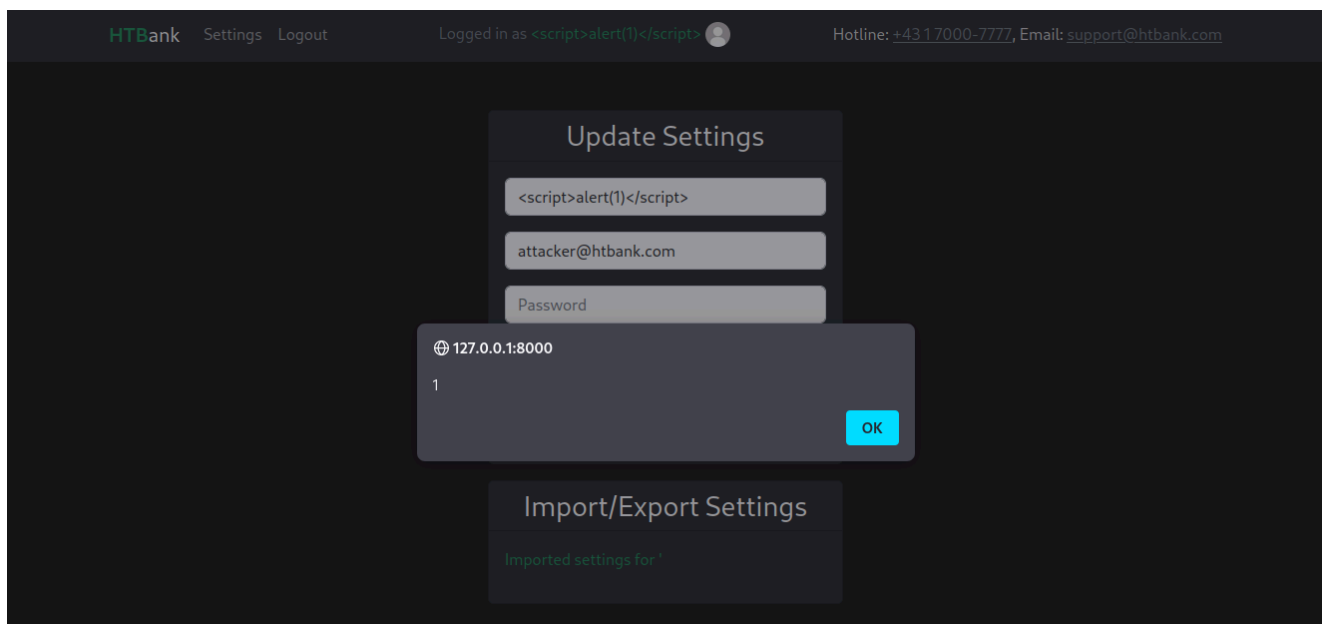 HTBank Settings Logout Logged in as <script>alert(1)</script> Hotline: +43 1 7000-7777, Email: support@htbank.com
Update Settings
<script>alert(1)</script>
attacker@htbank.com
Password
127.0.0.1:8000
1
OK
Import/Export Settings
Imported settings for '